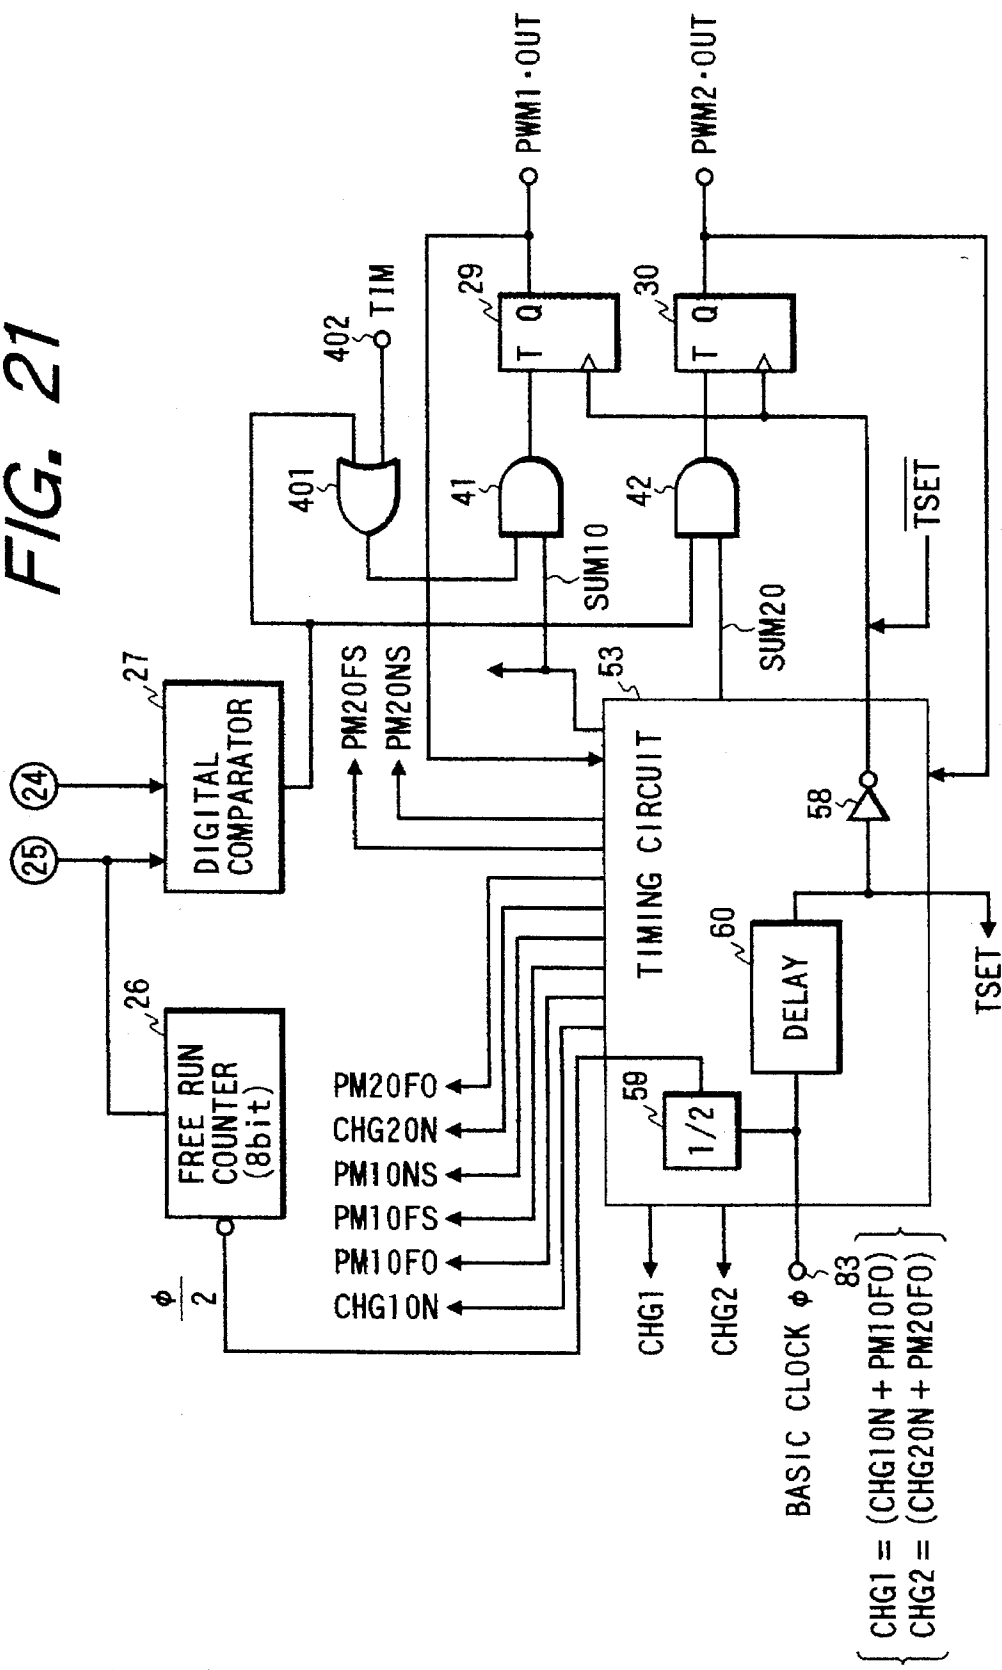 FIG. 21
24
25
27
DIGITAL
COMPARATOR
26
FREE RUN
COUNTER
(8bit)
φ
2
PM20FS
PM20NS
PM20FO
CHG20N
PM10NS
PM10FS
PM10FO
CHG10N
401
402
TIM
41
42
SUM10
SUM20
29
T Q
30
T Q
PWM1·OUT
PWM2·OUT
53
TIMING CIRCUIT
59
1/2
60
DELAY
58
TSET
TSET
CHG1
CHG2
BASIC CLOCK φ
83
CHG1 = (CHG10N + PM10FO)
CHG2 = (CHG20N + PM20FO)